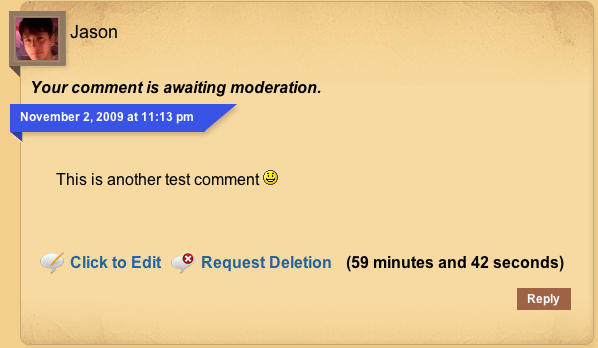 Jason
Your comment is awaiting moderation.
November 2, 2009 at 11:13 pm
This is another test comment
Click to Edit Request Deletion (59 minutes and 42 seconds)
Reply